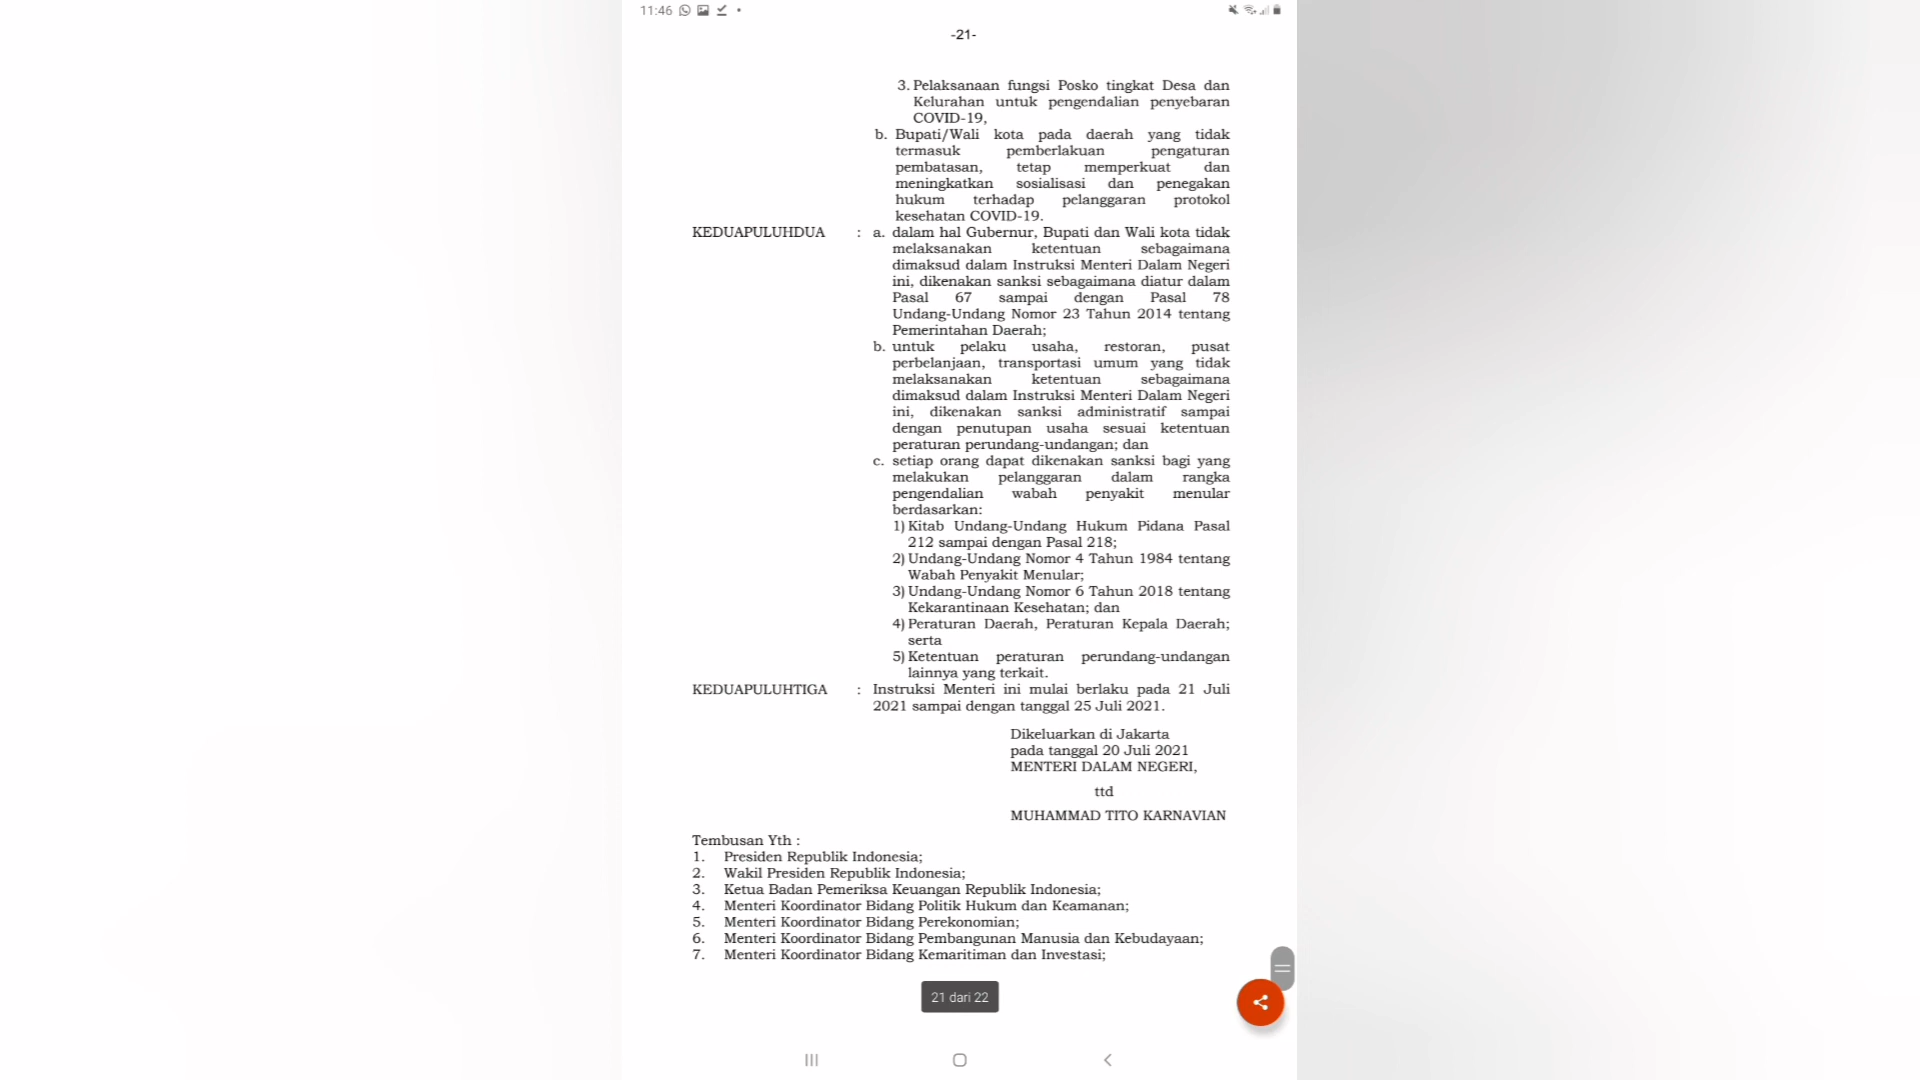 11:46
-21-
3. Pelaksanaan fungsi Posko tingkat Desa dan
Kelurahan untuk pengendalian penyebaran
COVID-19,
b. Bupati/Wali kota pada daerah yang tidak
termasuk pemberlakuan pengaturan
pembatasan, tetap memperkuat dan
meningkatkan sosialisasi dan penegakan
hukum terhadap pelanggaran protokol
kesehatan COVID-19.
KEDUAPULUHDUA : a. dalam hal Gubernur, Bupati dan Wali kota tidak
melaksanakan ketentuan sebagaimana
dimaksud dalam Instruksi Menteri Dalam Negeri
ini, dikenakan sanksi sebagaimana diatur dalam
Pasal 67 sampai dengan Pasal 78
Undang-Undang Nomor 23 Tahun 2014 tentang
Pemerintahan Daerah;
b. untuk pelaku usaha, restoran, pusat
perbelanjaan, transportasi umum yang tidak
melaksanakan ketentuan sebagaimana
dimaksud dalam Instruksi Menteri Dalam Negeri
ini, dikenakan sanksi administratif sampai
dengan penutupan usaha sesuai ketentuan
peraturan perundang-undangan; dan
c. setiap orang dapat dikenakan sanksi bagi yang
melakukan pelanggaran dalam rangka
pengendalian wabah penyakit menular
berdasarkan:
1) Kitab Undang-Undang Hukum Pidana Pasal
212 sampai dengan Pasal 218;
2) Undang-Undang Nomor 4 Tahun 1984 tentang
Wabah Penyakit Menular;
3) Undang-Undang Nomor 6 Tahun 2018 tentang
Kekarantinaan Kesehatan; dan
4) Peraturan Daerah, Peraturan Kepala Daerah;
serta
5) Ketentuan peraturan perundang-undangan
lainnya yang terkait.
KEDUAPULUHTIGA : Instruksi Menteri ini mulai berlaku pada 21 Juli
2021 sampai dengan tanggal 25 Juli 2021.
Dikeluarkan di Jakarta
pada tanggal 20 Juli 2021
MENTERI DALAM NEGERI,
ttd
MUHAMMAD TITO KARNAVIAN
Tembusan Yth :
1. Presiden Republik Indonesia;
2. Wakil Presiden Republik Indonesia;
3. Ketua Badan Pemeriksa Keuangan Republik Indonesia;
4. Menteri Koordinator Bidang Politik Hukum dan Keamanan;
5. Menteri Koordinator Bidang Perekonomian;
6. Menteri Koordinator Bidang Pembangunan Manusia dan Kebudayaan;
7. Menteri Koordinator Bidang Kemaritiman dan Investasi;
21 dari 22